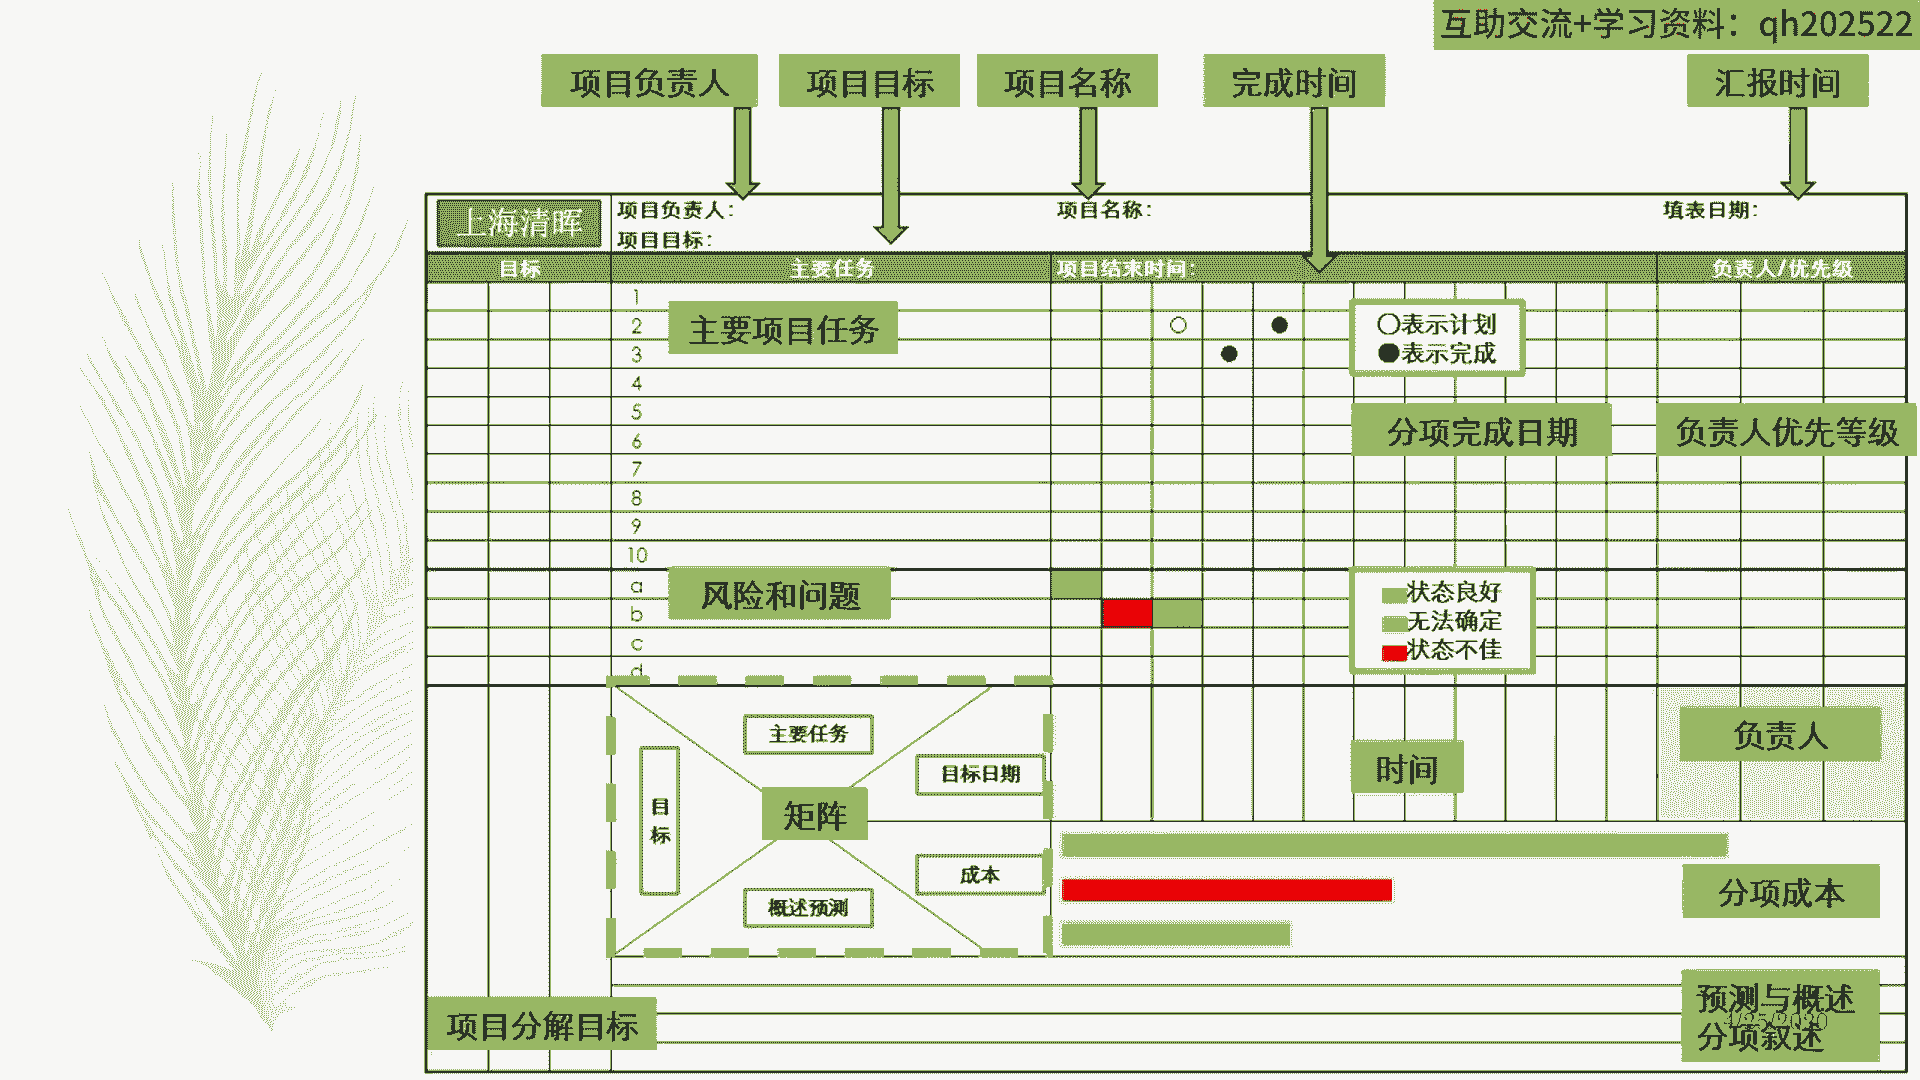 互助交流+学习资料：qh202522
项目负责人
项目目标
项目名称
完成时间
汇报时间
上海清晖
项目负责人：
项目名称：
填表日期：
项目目标：
目标
主要任务
项目结束时间：
负责人/优先级
1
2
3
4
5
6
7
8
9
10
主要项目任务
○表示计划
●表示完成
分项完成日期
负责人优先等级
a
b
c
d
风险和问题
状态良好
无法确定
状态不佳
主要任务
目标日期
目标
矩阵
成本
概述预测
时间
负责人
分项成本
项目分解目标
预测与概述
4/25/2020
分项叙述